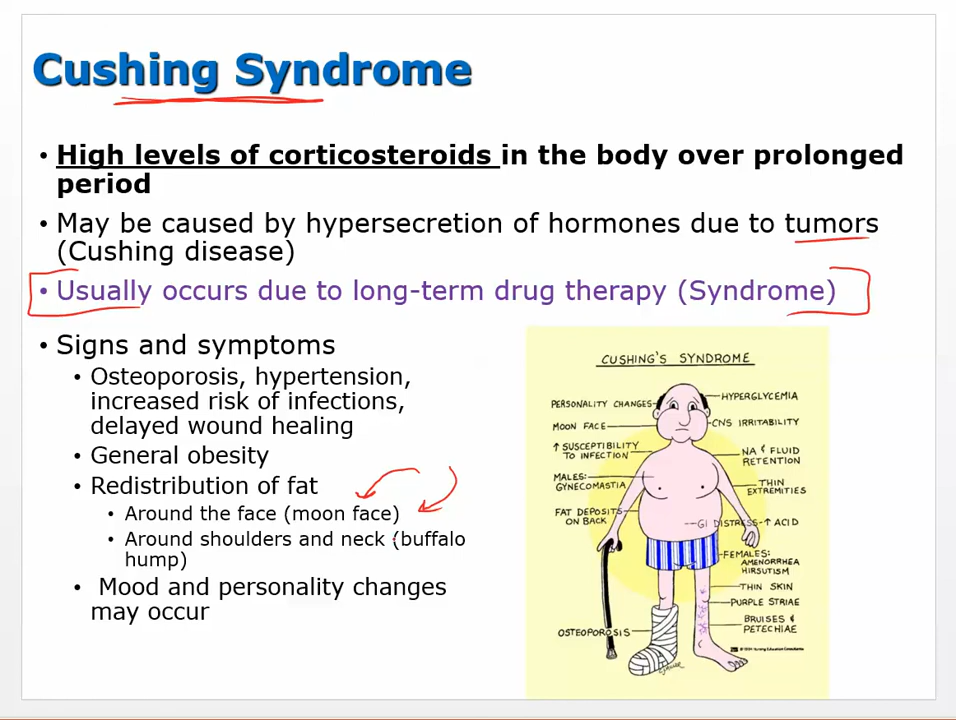 Cushing Syndrome
• High levels of corticosteroids in the body over prolonged
period
• May be caused by hypersecretion of hormones due to tumors
(Cushing disease)
• Usually occurs due to long-term drug therapy (Syndrome)
• Signs and symptoms
• Osteoporosis, hypertension,
increased risk of infections,
delayed wound healing
• General obesity
• Redistribution of fat
• Around the face (moon face)
• Around shoulders and neck (buffalo
hump)
• Mood and personality changes
may occur
CUSHING'S SYNDROME
PERSONALITY CHANGES
MOON FACE
↑ SUSCEPTIBILITY
TO INFECTION
MALES:
GYNECOMASTIA
FAT DEPOSITS
ON BACK
OSTEOPOROSIS
HYPERGLYCEMIA
CNS IRRITABILITY
NA & FLUID
RETENTION
THIN
EXTREMITIES
GI DISTRESS-↑ ACID
FEMALES:
AMENORRHEA
HIRSUTISM
THIN SKIN
PURPLE STRIAE
BRUISES &
PETECHIAE
Nursing Education Consultants